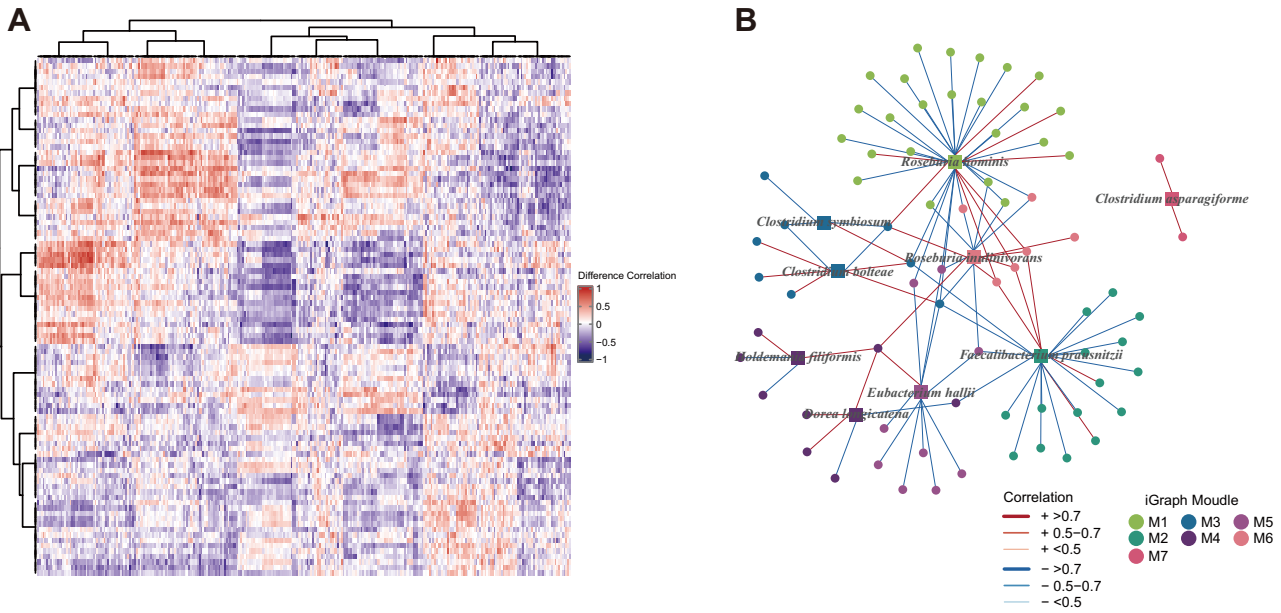 A
B
Roseburia hominis
Clostridium asparagiforme
Clostridium symbiosum
Roseburia inulinivorans
Clostridium bolteae
Difference Correlation
1
0.5
0
−0.5
−1
Holdemania filiformis
Faecalibacterium prausnitzii
Eubacterium hallii
Dorea longicatena
Correlation
+ >0.7
+ 0.5−0.7
+ <0.5
− >0.7
− 0.5−0.7
− <0.5
iGraph Moudle
M1 M3 M5
M2 M4 M6
M7